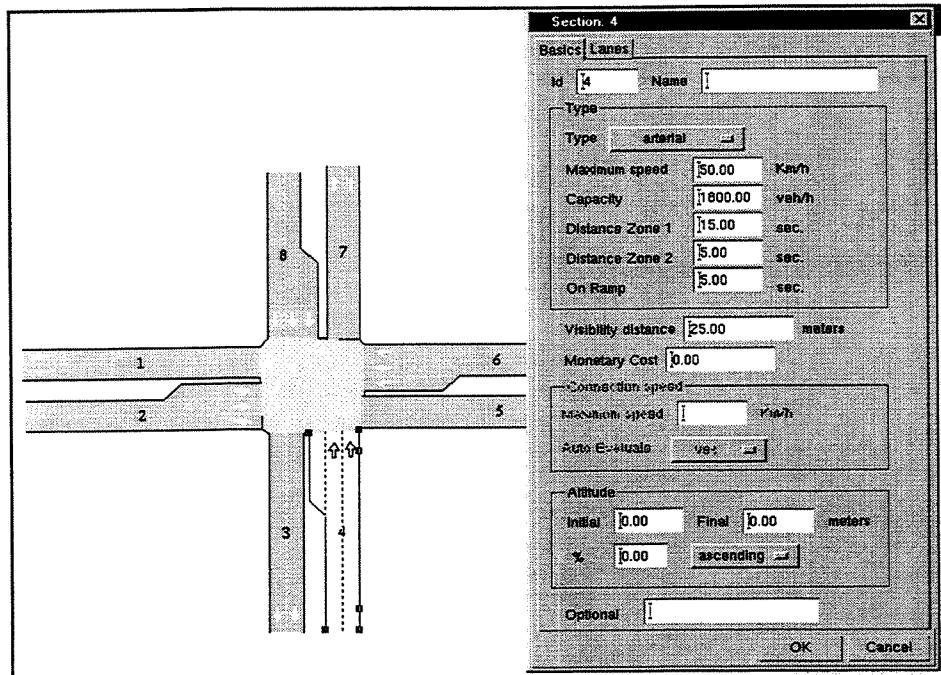 Section: 4
Basics Lanes
Id 4 Name
Type
Type arterial
Maximum speed 50.00 Km/h
Capacity 1800.00 veh/h
Distance Zone 1 15.00 sec.
Distance Zone 2 5.00 sec.
On Ramp 5.00 sec.
Visibility distance 25.00 meters
Monetary Cost 0.00
Connection speed
Maximum speed Km/h
Auto Evaluate yes
Altitude
Initial 0.00 Final 0.00 meters
% 0.00 ascending
Optional
OK Cancel
8
7
1
6
2
5
3
4